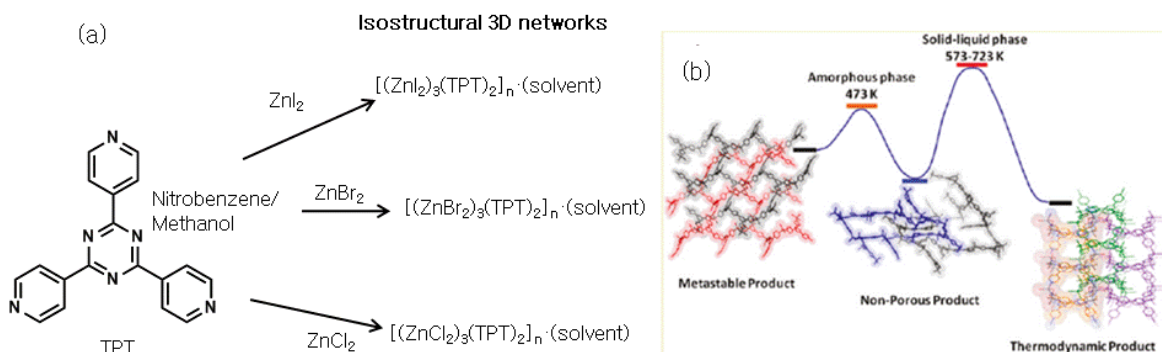 (a)
Isostructural 3D networks
ZnI₂
[(ZnI₂)₃(TPT)₂]ₙ·(solvent)
N
Nitrobenzene/
Methanol
ZnBr₂
[(ZnBr₂)₃(TPT)₂]ₙ·(solvent)
N N
N
N N
ZnCl₂
[(ZnCl₂)₃(TPT)₂]ₙ·(solvent)
TPT
(b)
Solid-liquid phase
573-723 K
Amorphous phase
473 K
Metastable Product
Non-Porous Product
Thermodynamic Product